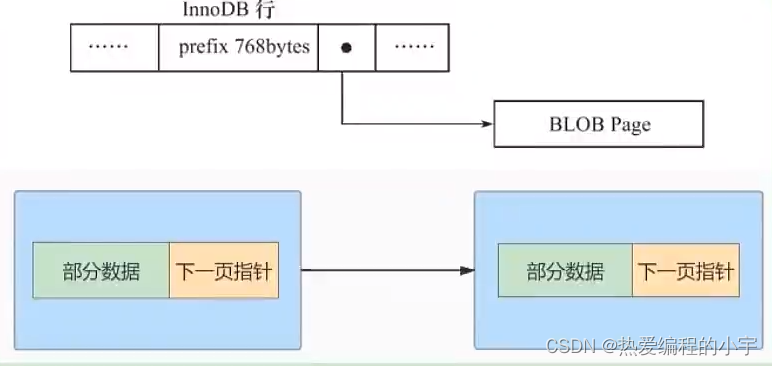 InnoDB 行
…… prefix 768bytes ……
BLOB Page
部分数据 下一页指针 部分数据 下一页指针
CSDN @热爱编程的小宇